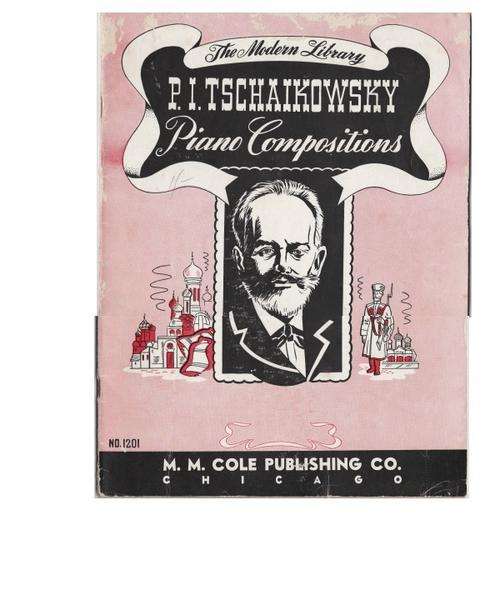 The Modern Library
P. I. TSCHAIKOWSKY
Piano Compositions
NO. 1201
M. M. COLE PUBLISHING CO.
CHICAGO